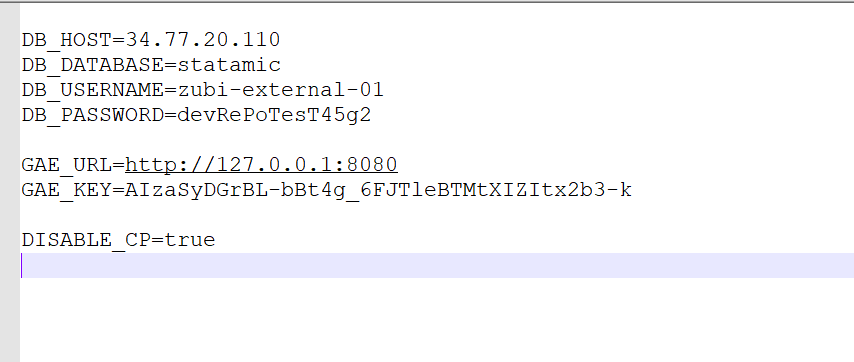 DB_HOST=34.77.20.110
DB_DATABASE=statamic
DB_USERNAME=zubi-external-01
DB_PASSWORD=devRePoTesT45g2
GAE_URL=http://127.0.0.1:8080
GAE_KEY=AIzaSyDGrBL-bBt4g_6FJTleBTMtXIZItx2b3-k
DISABLE_CP=true